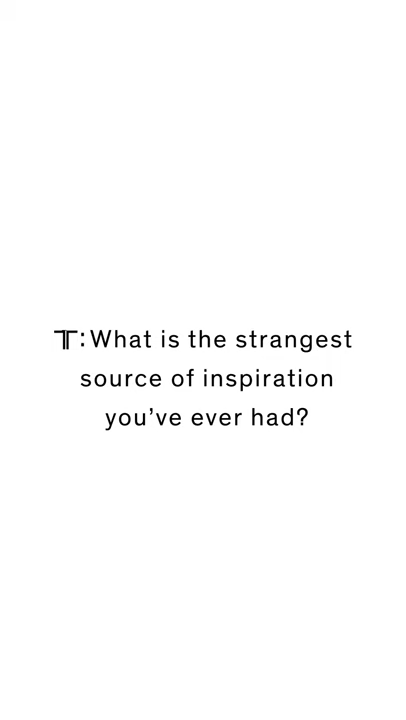 T: What is the strangest
source of inspiration
you've ever had?